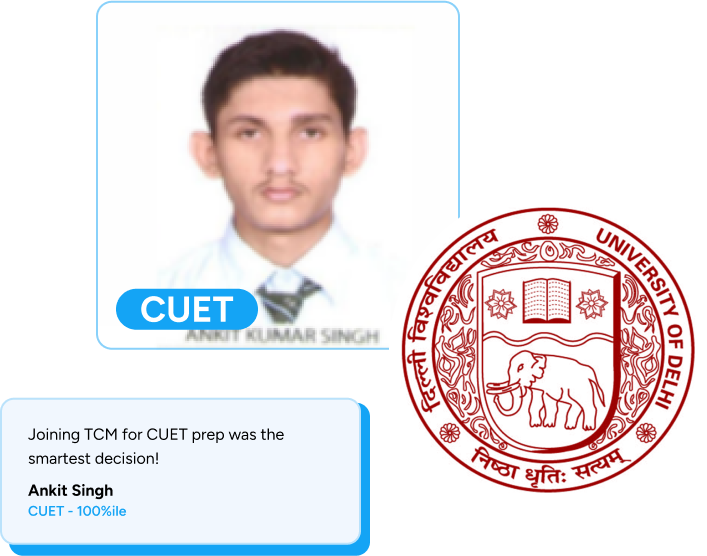 CUET
ANKIT KUMAR SINGH
दिल्ली विश्वविद्यालय
UNIVERSITY OF DELHI
निष्ठा धृतिः सत्यम्
Joining TCM for CUET prep was the
smartest decision!
Ankit Singh
CUET - 100%ile